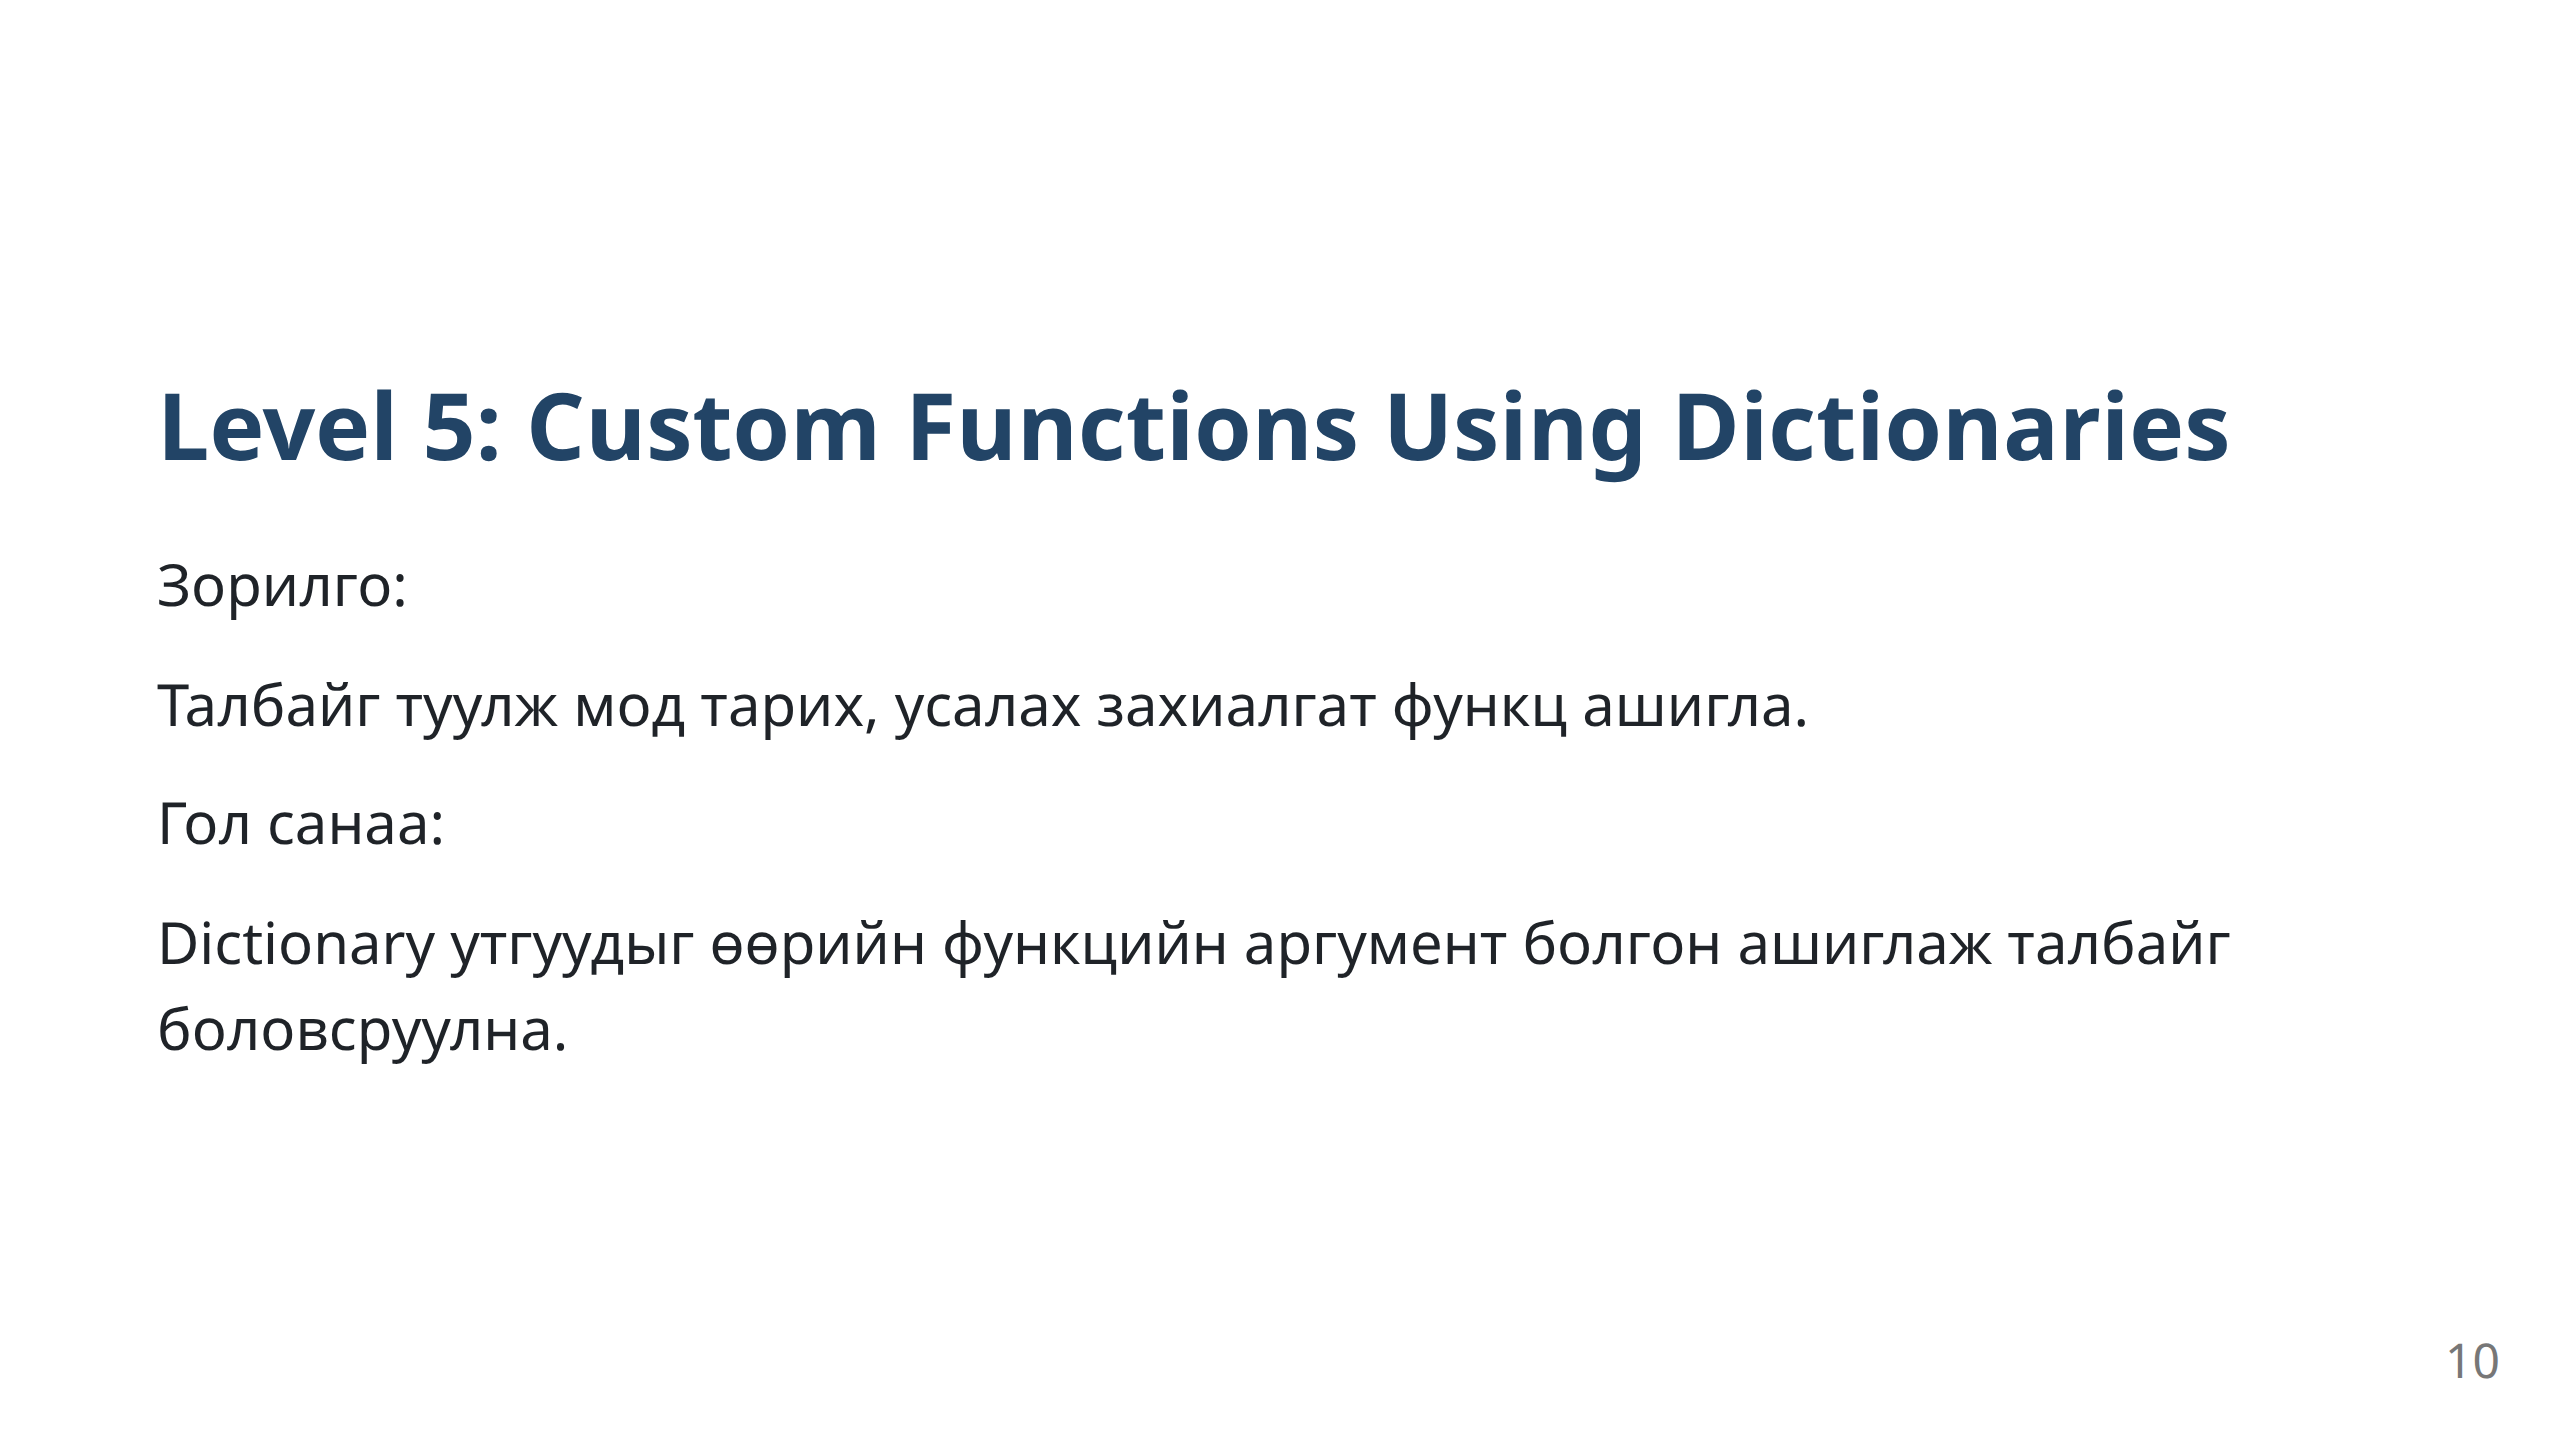 Level 5: Custom Functions Using Dictionaries
Зорилго:
Талбайг туулж мод тарих, усалах захиалгат функц ашигла.
Гол санаа:
Dictionary утгуудыг өөрийн функцийн аргумент болгон ашиглаж талбайг
боловсруулна.
10